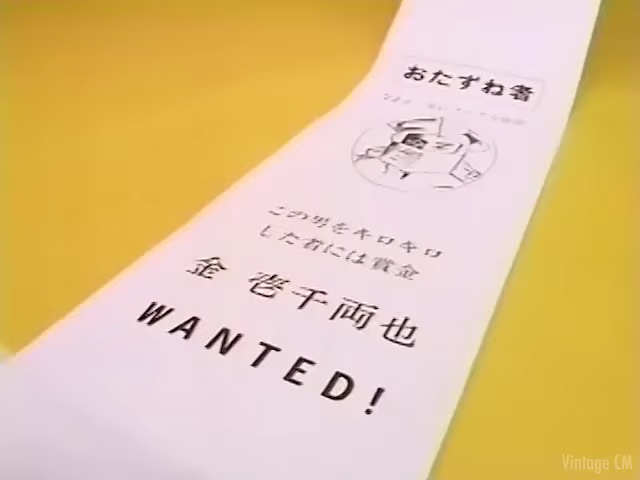 おたずね者
この男をキロキロ
した者には賞金
金 壱千両也
WANTED!
Vintage CM